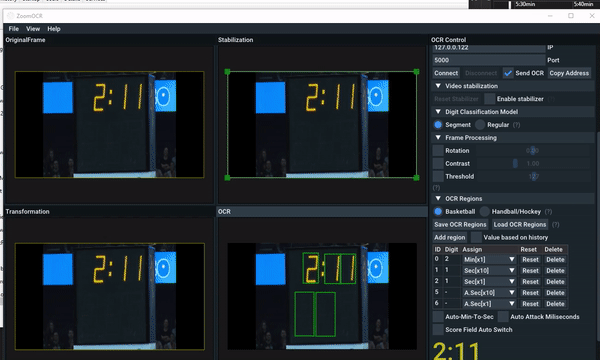 5:30min 5:40min
ZoomOCR
File View Help
OriginalFrame Stabilization OCR Control
127.0.0.122 IP
5000 Port
Connect Disconnect Send OCR Copy Address
Video stabilization
Reset Stabilizer Enable stabilizer
Digit Classification Model
Segment Regular (?)
Frame Processing
Rotation 0.00
Contrast 1.00
Threshold
(?)
OCR Regions
Basketball Handball/Hockey (?)
Save OCR Regions Load OCR Regions (?)
Add region Value based on history
ID Digit Assign Reset Delete
0 2 Min[x1] Reset Delete
1 1 Sec[x10] Reset Delete
2 1 Sec[x1] Reset Delete
5 - A.Sec[x10] Reset Delete
6 - A.Sec[x1] Reset Delete
Auto-Min-To-Sec Auto Attack Miliseconds
Score Field Auto Switch
2:11
2:11
2:11
Transformation OCR
2:11
2:11